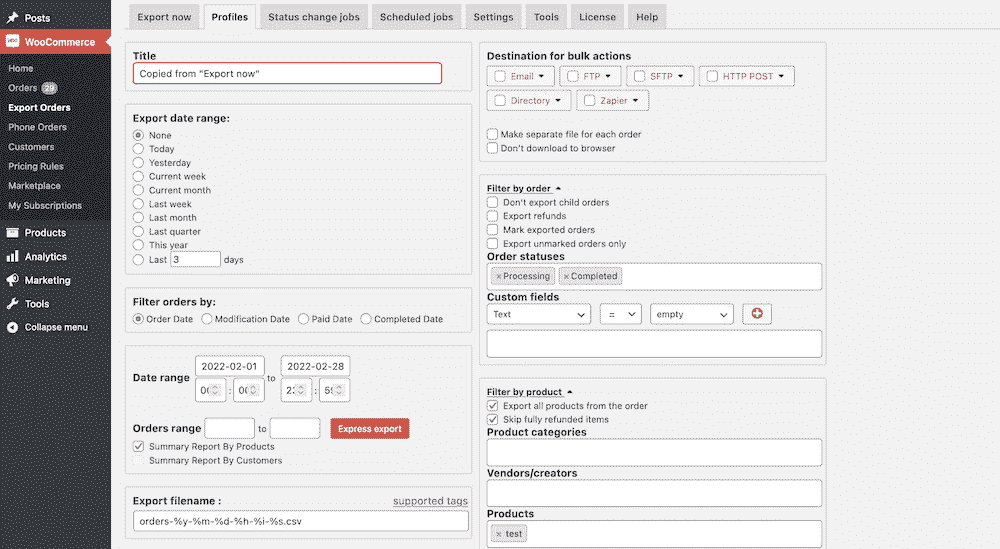 Posts
WooCommerce
Home
Orders 29
Export Orders
Phone Orders
Customers
Pricing Rules
Marketplace
My Subscriptions
Products
Analytics
Marketing
Tools
Collapse menu
Export now Profiles Status change jobs Scheduled jobs Settings Tools License Help
Title
Copied from "Export now"
Export date range:
None
Today
Yesterday
Current week
Current month
Last week
Last month
Last quarter
This year
Last 3 days
Filter orders by:
Order Date Modification Date Paid Date Completed Date
Date range 2022-02-01 to 2022-02-28
: :
Orders range to Express export
Summary Report By Products
Summary Report By Customers
Export filename : supported tags
orders-%y-%m-%d-%h-%i-%s.csv
Destination for bulk actions
Email FTP SFTP HTTP POST
Directory Zapier
Make separate file for each order
Don't download to browser
Filter by order
Don't export child orders
Export refunds
Mark exported orders
Export unmarked orders only
Order statuses
×Processing ×Completed
Custom fields
Text = empty
Filter by product
Export all products from the order
Skip fully refunded items
Product categories
Vendors/creators
Products
× test